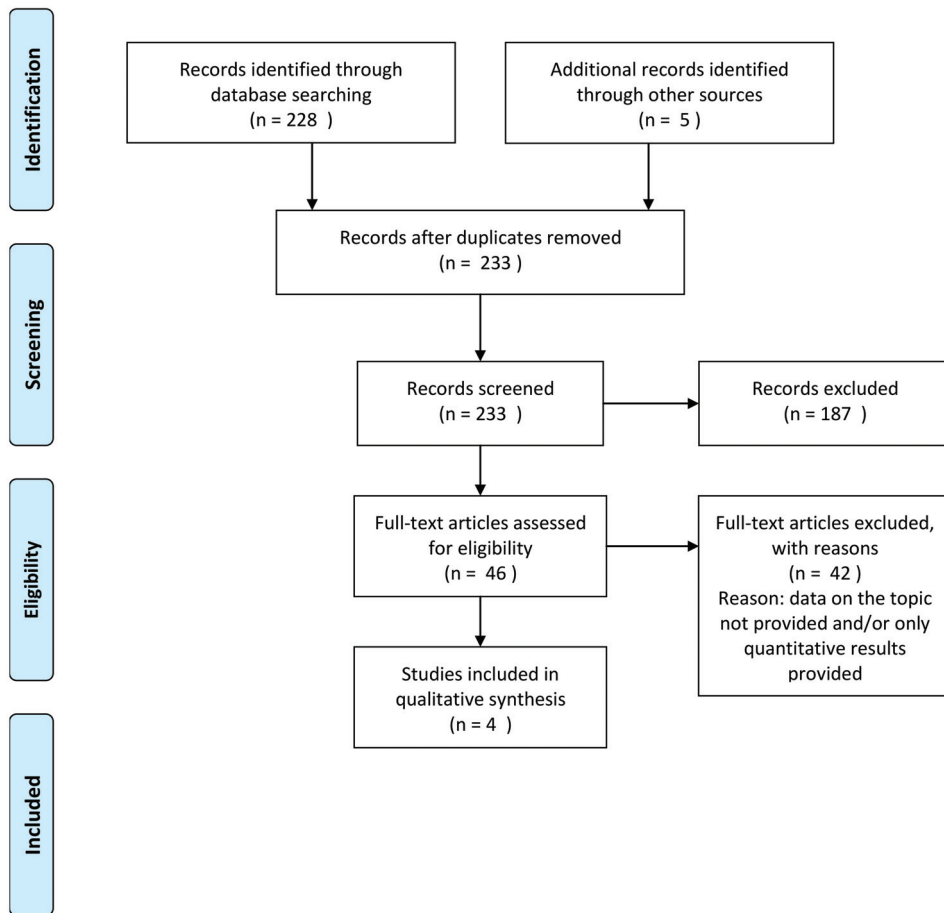 Identification
Records identified through
database searching
(n = 228 )
Additional records identified
through other sources
(n = 5 )
Records after duplicates removed
(n = 233 )
Screening
Records screened
(n = 233 )
Records excluded
(n = 187 )
Eligibility
Full-text articles assessed
for eligibility
(n = 46 )
Full-text articles excluded,
with reasons
(n = 42 )
Reason: data on the topic
not provided and/or only
quantitative results
provided
Studies included in
qualitative synthesis
(n = 4 )
Included